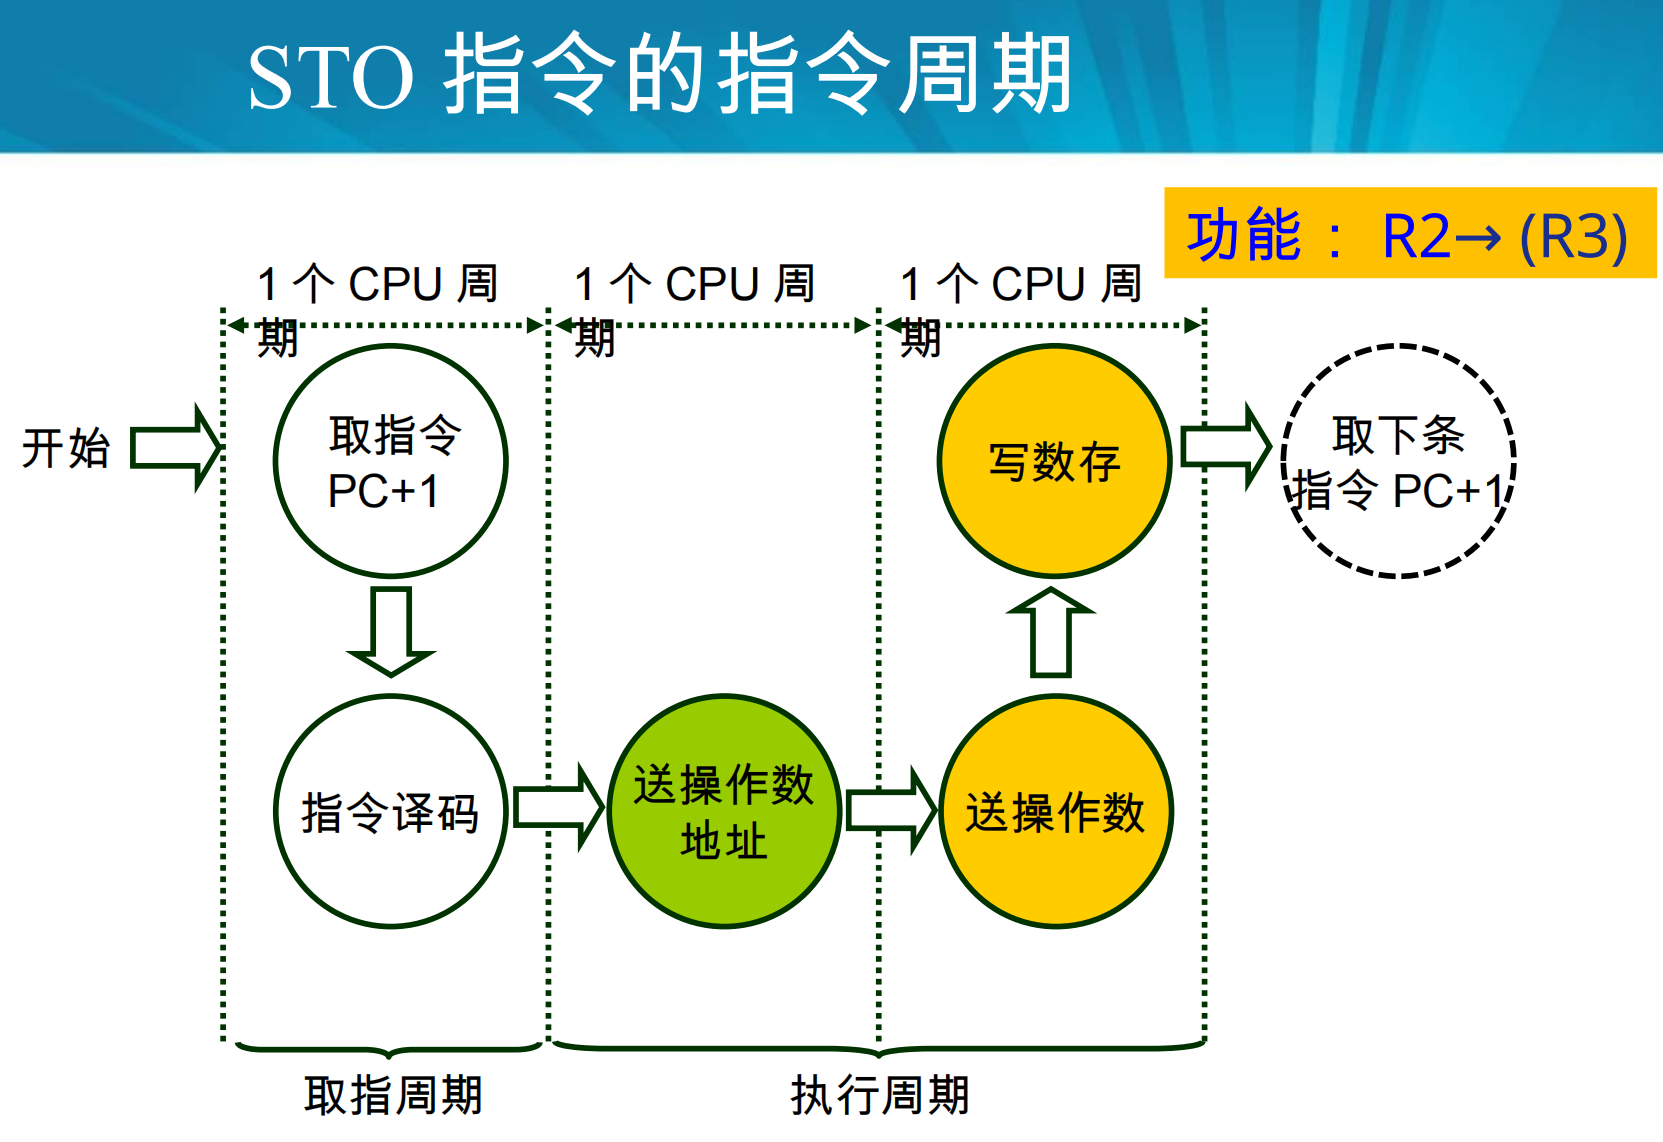 STO 指令的指令周期
功能： R2→ (R3)
1 个 CPU 周
期
1 个 CPU 周
期
1 个 CPU 周
期
开始
取指令
PC+1
写数存
取下条
指令 PC+1
指令译码
送操作数
地址
送操作数
取指周期
执行周期